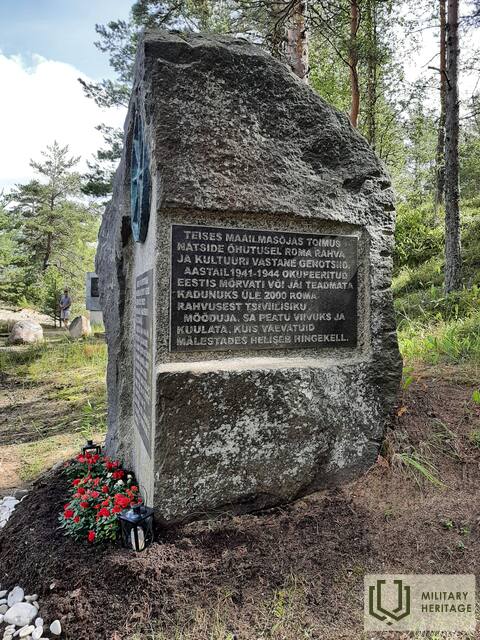 TEISES MAAILMASÕJAS TOIMUS
NATSIDE ÕHUTUSEL ROMA RAHVA
JA KULTUURI VASTANE GENOTSIID.
AASTAIL 1941-1944 OKUPEERITUD
EESTIS MÕRVATI VÕI JÄI TEADMATA
KADUNUKS ÜLE 2000 ROMA
RAHVUSEST TSIVIILISIKU
MÖÖDUJA, SA PEATU VIIVUKS JA
KUULATA, KUIS VAEVATUID
MÄLESTADES HELISEB HINGEKELL.
MILITARY
HERITAGE